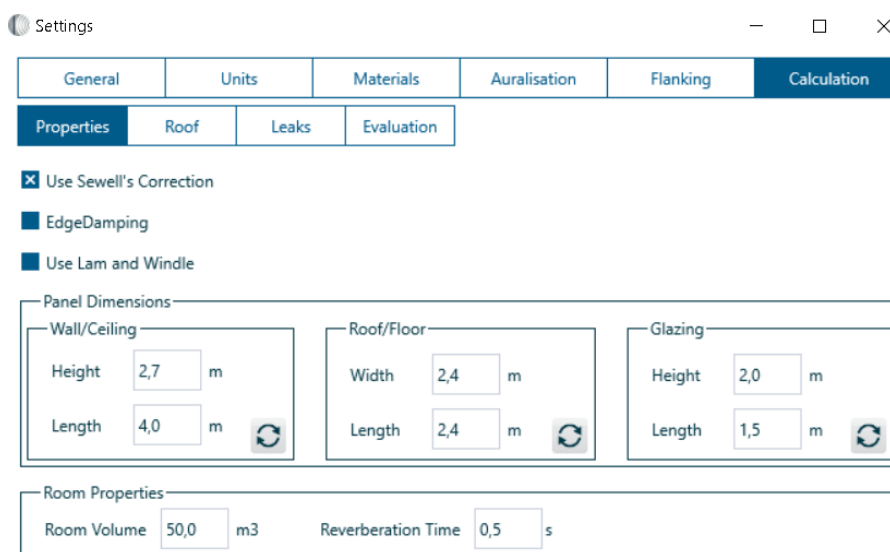 Settings
General Units Materials Auralisation Flanking Calculation
Properties Roof Leaks Evaluation
Use Sewell's Correction
EdgeDamping
Use Lam and Windle
Panel Dimensions
Wall/Ceiling Roof/Floor Glazing
Height 2,7 m Width 2,4 m Height 2,0 m
Length 4,0 m Length 2,4 m Length 1,5 m
Room Properties
Room Volume 50,0 m3 Reverberation Time 0,5 s